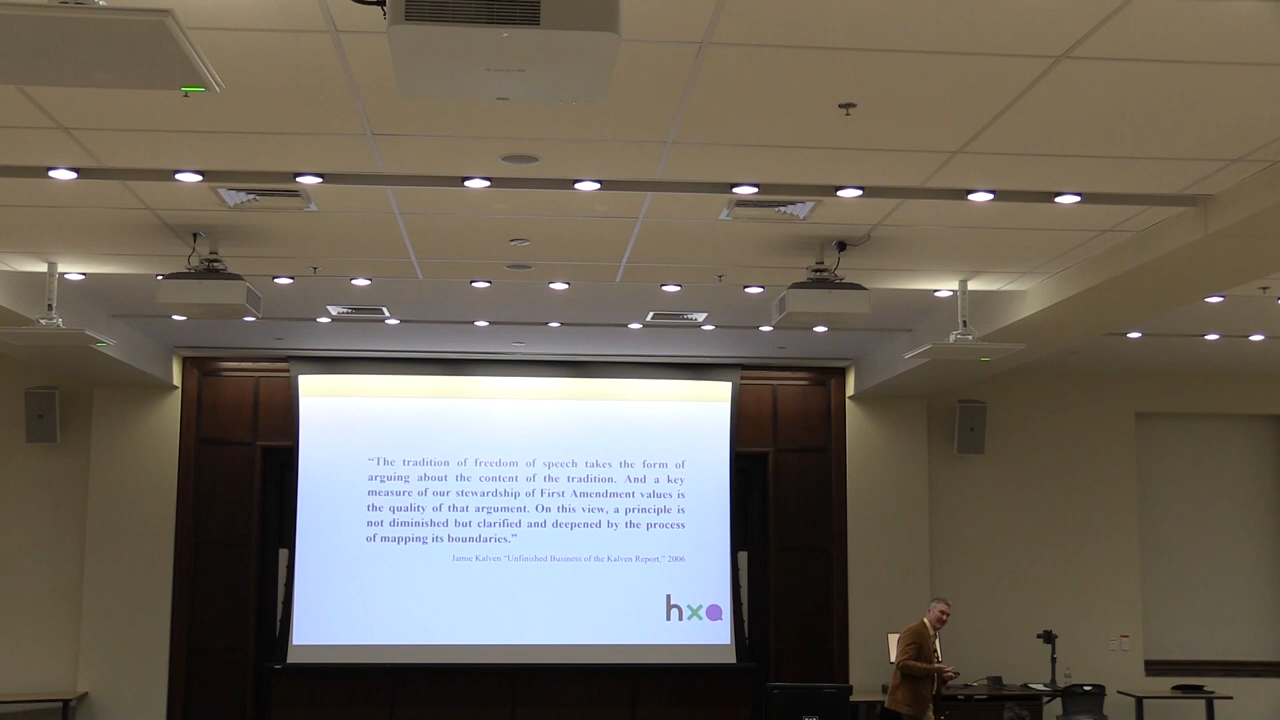 “The tradition of freedom of speech takes the form of
arguing about the content of the tradition. And a key
measure of our stewardship of First Amendment values is
the quality of that argument. On this view, a principle is
not diminished but clarified and deepened by the process
of mapping its boundaries.”
Jamie Kalven “Unfinished Business of the Kalven Report,” 2006
hxa